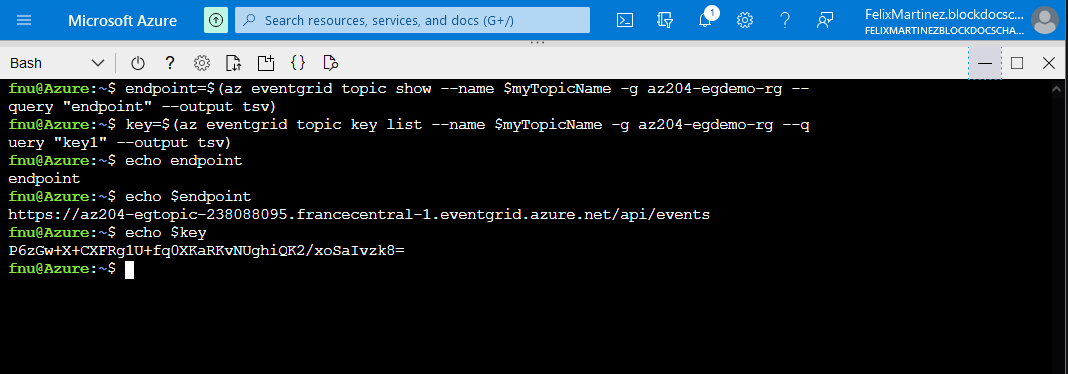 Microsoft Azure
Search resources, services, and docs (G+/)
1
FelixMartinez.blockdocsc...
FELIXMARTINEZBLOCKDOCSCHA...
Bash
fnu@Azure:~$ endpoint=$(az eventgrid topic show --name $myTopicName -g az204-egdemo-rg --
query "endpoint" --output tsv)
fnu@Azure:~$ key=$(az eventgrid topic key list --name $myTopicName -g az204-egdemo-rg --q
uery "key1" --output tsv)
fnu@Azure:~$ echo endpoint
endpoint
fnu@Azure:~$ echo $endpoint
https://az204-egtopic-238088095.francecentral-1.eventgrid.azure.net/api/events
fnu@Azure:~$ echo $key
P6zGw+X+CXFRg1U+fq0XKaRKvNUghiQK2/xoSaIvzk8=
fnu@Azure:~$